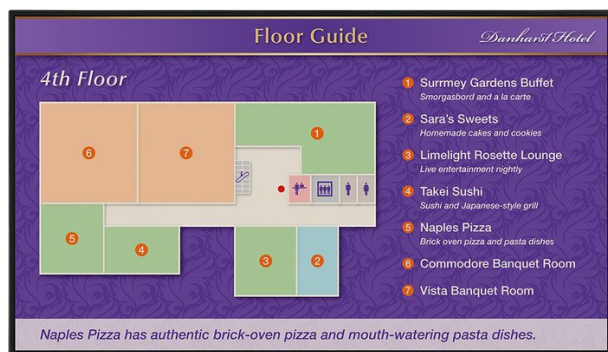 Floor Guide
Danharst Hotel
4th Floor
1 Surrmey Gardens Buffet
Smorgasbord and a la carte
2 Sara's Sweets
Homemade cakes and cookies
3 Limelight Rosette Lounge
Live entertainment nightly
4 Takei Sushi
Sushi and Japanese-style grill
5 Naples Pizza
Brick oven pizza and pasta dishes
6 Commodore Banquet Room
7 Vista Banquet Room
6
7
1
5
4
3
2
Naples Pizza has authentic brick-oven pizza and mouth-watering pasta dishes.